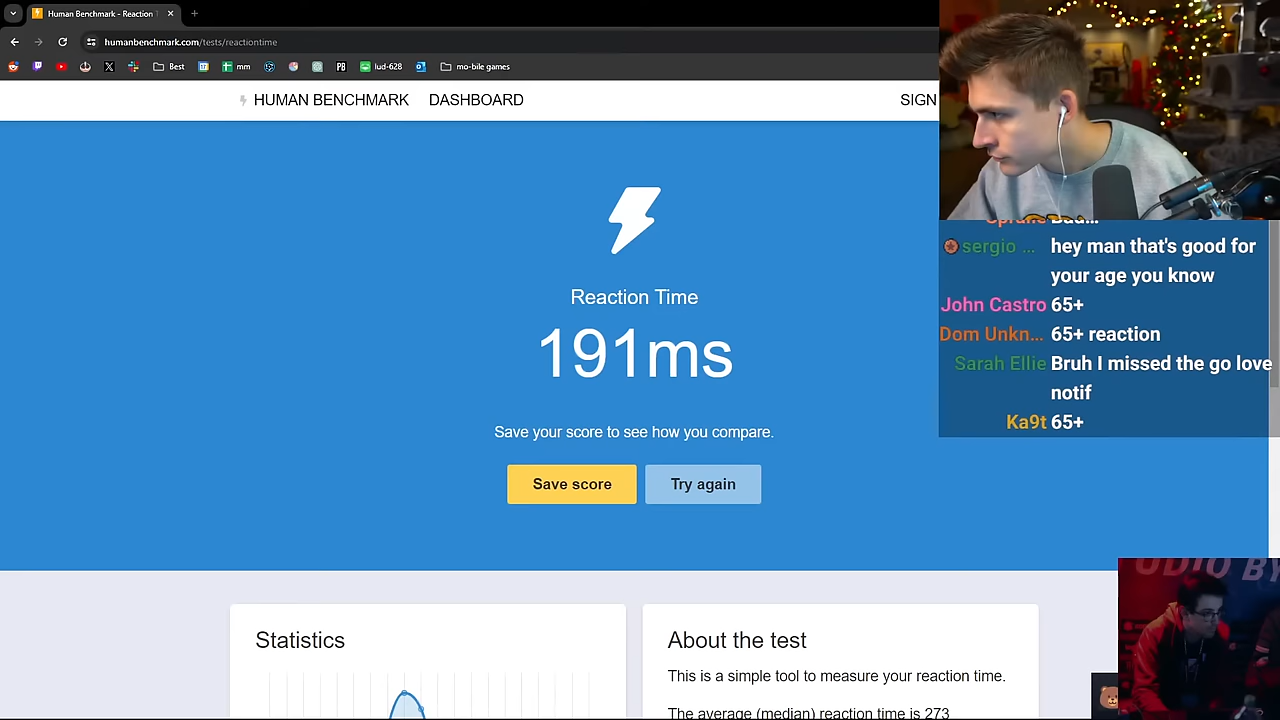 Human Benchmark - Reaction T
humanbenchmark.com/tests/reactiontime
Best
mm
iud-628
mo-bile games
HUMAN BENCHMARK DASHBOARD
SIGN
Reaction Time
191ms
Save your score to see how you compare.
Save score
Try again
Statistics
About the test
This is a simple tool to measure your reaction time.
The average (median) reaction time is 273
sergio ... hey man that's good for
your age you know
John Castro 65+
Dom Unkn... 65+ reaction
Sarah Ellie Bruh I missed the go love
notif
Ka9t 65+
UDIO BY